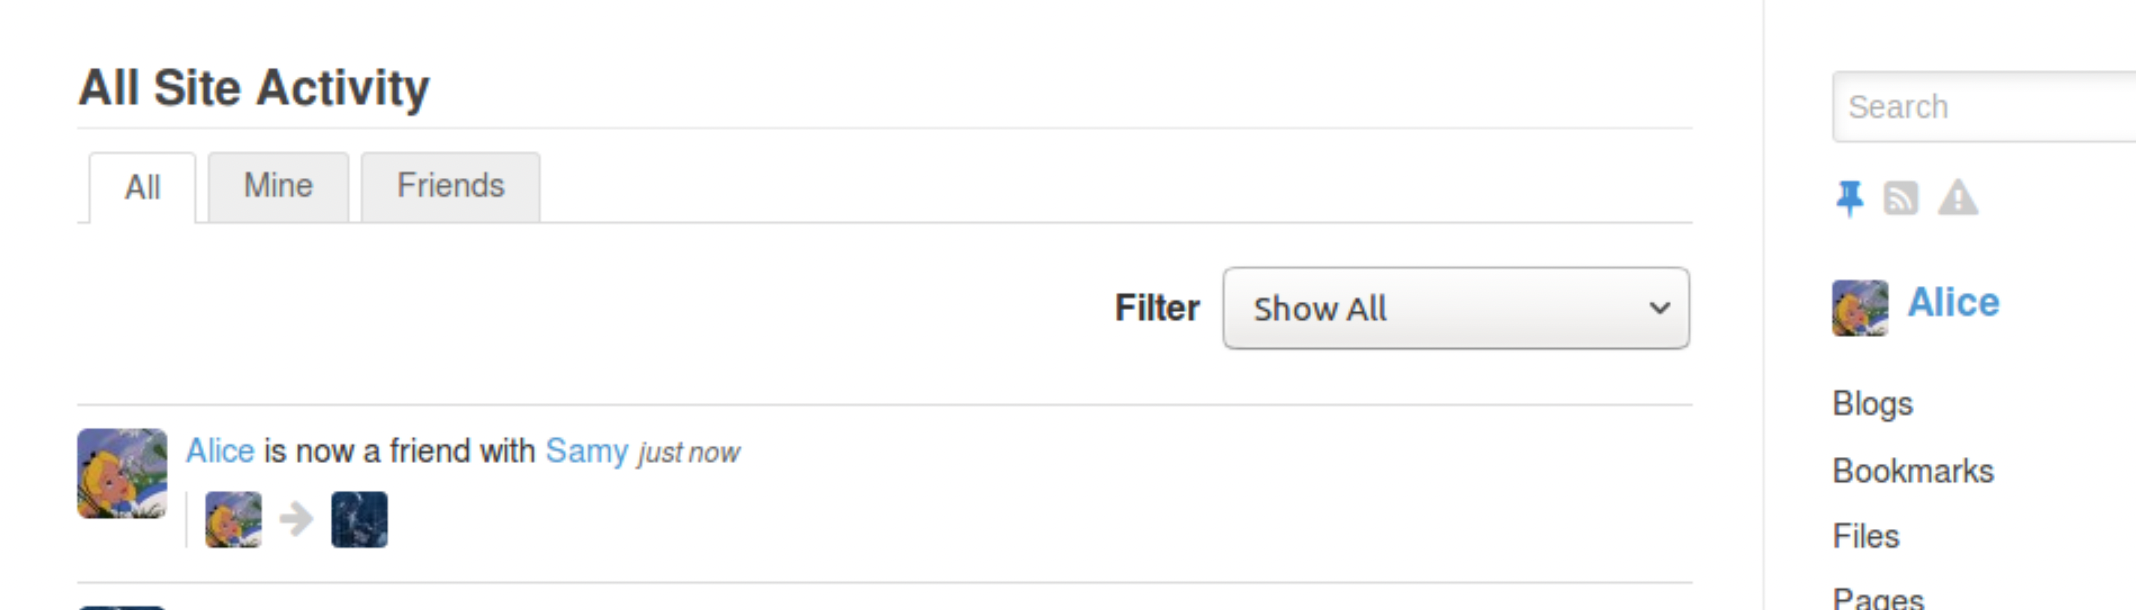 All Site Activity
All
Mine
Friends
Filter
Show All
Alice is now a friend with Samy just now
Search
Alice
Blogs
Bookmarks
Files
Pages